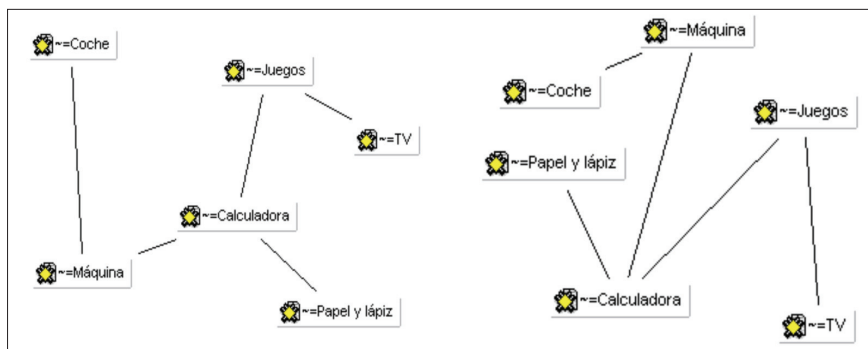 ~=Coche
~=Juegos
~=TV
~=Calculadora
~=Máquina
~=Papel y lápiz
~=Máquina
~=Coche
~=Juegos
~=Papel y lápiz
~=Calculadora
~=TV